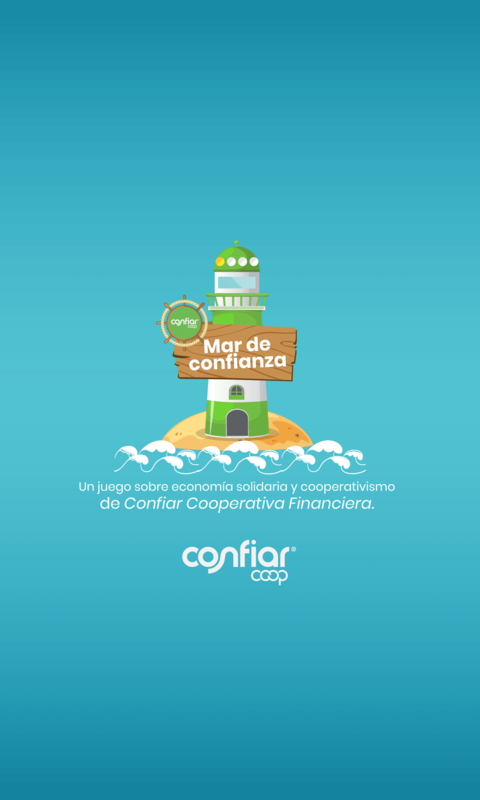 confiar
coop
Mar de
confianza
Un juego sobre economía solidaria y cooperativismo
de Confiar Cooperativa Financiera.
confiar®
coop